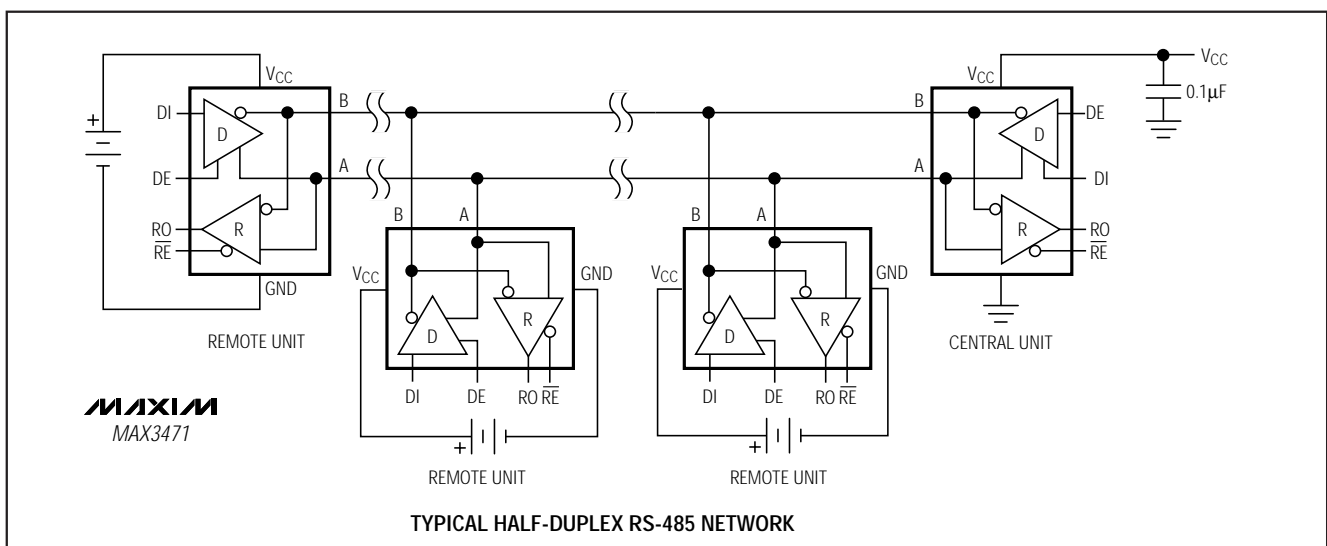 VCC VCC VCC
0.1µF
B B
DI D D DE
A A
DE DI
B A B A
RO R R RO
RE RE
VCC GND VCC GND
GND
D R D R
REMOTE UNIT CENTRAL UNIT
DI DE RO RE DI DE RO RE
+
MAXIM
MAX3471
+ +
REMOTE UNIT REMOTE UNIT
TYPICAL HALF-DUPLEX RS-485 NETWORK